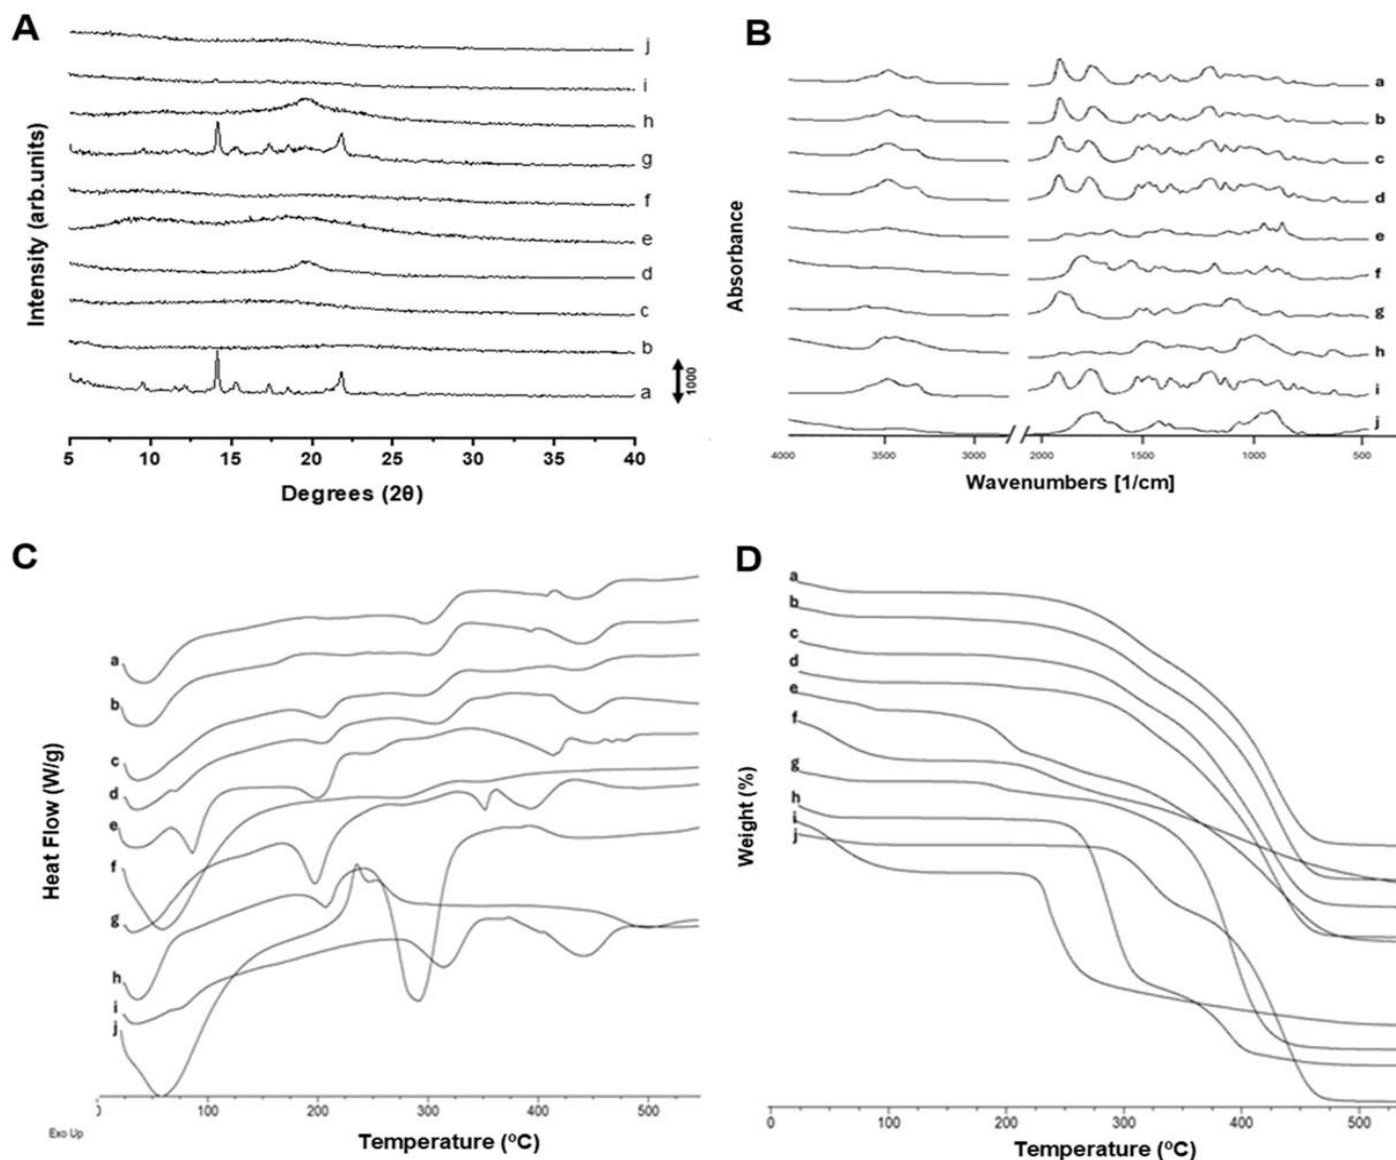 A
j
i
h
g
f
e
d
c
b
a
1000
Intensity (arb.units)
5 10 15 20 25 30 35 40
Degrees (2θ)
B
a
b
c
d
e
f
g
h
i
j
Absorbance
4000 3500 3000 2000 1500 1000 500
Wavenumbers [1/cm]
C
a
b
c
d
e
f
g
h
i
j
Heat Flow (W/g)
100 200 300 400 500
Exo Up
Temperature (ºC)
D
a
b
c
d
e
f
g
h
i
j
Weight (%)
0 100 200 300 400 500
Temperature (ºC)